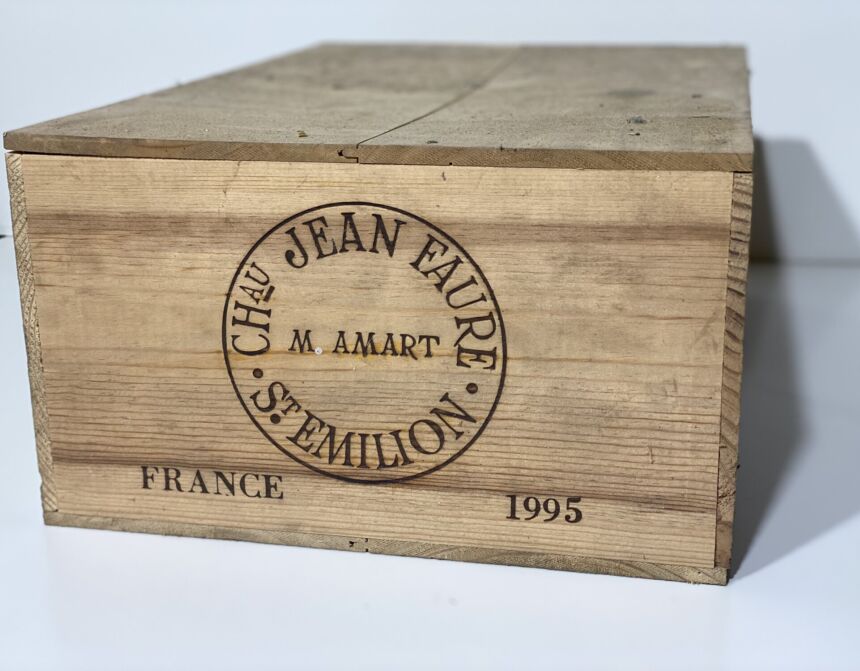 CHAU JEAN FAURE
M. AMART
ST EMILION
FRANCE
1995